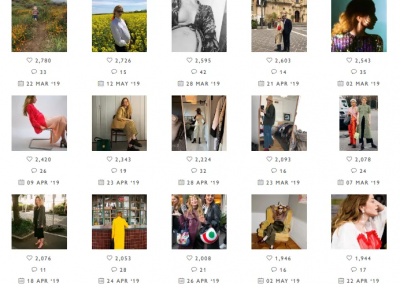 2,780 2,726 2,595 2,603 2,543
33 15 42 14 35
22 MAR '19 12 MAY '19 28 MAR '19 21 APR '19 02 MAR '19
2,420 2,343 2,224 2,093 2,078
26 19 32 16 24
09 APR '19 23 APR '19 28 APR '19 23 MAR '19 07 MAR '19
2,076 2,053 2,008 1,946 1,944
11 28 21 16 17
18 APR '19 24 APR '19 26 APR '19 02 MAY '19 22 APR '19